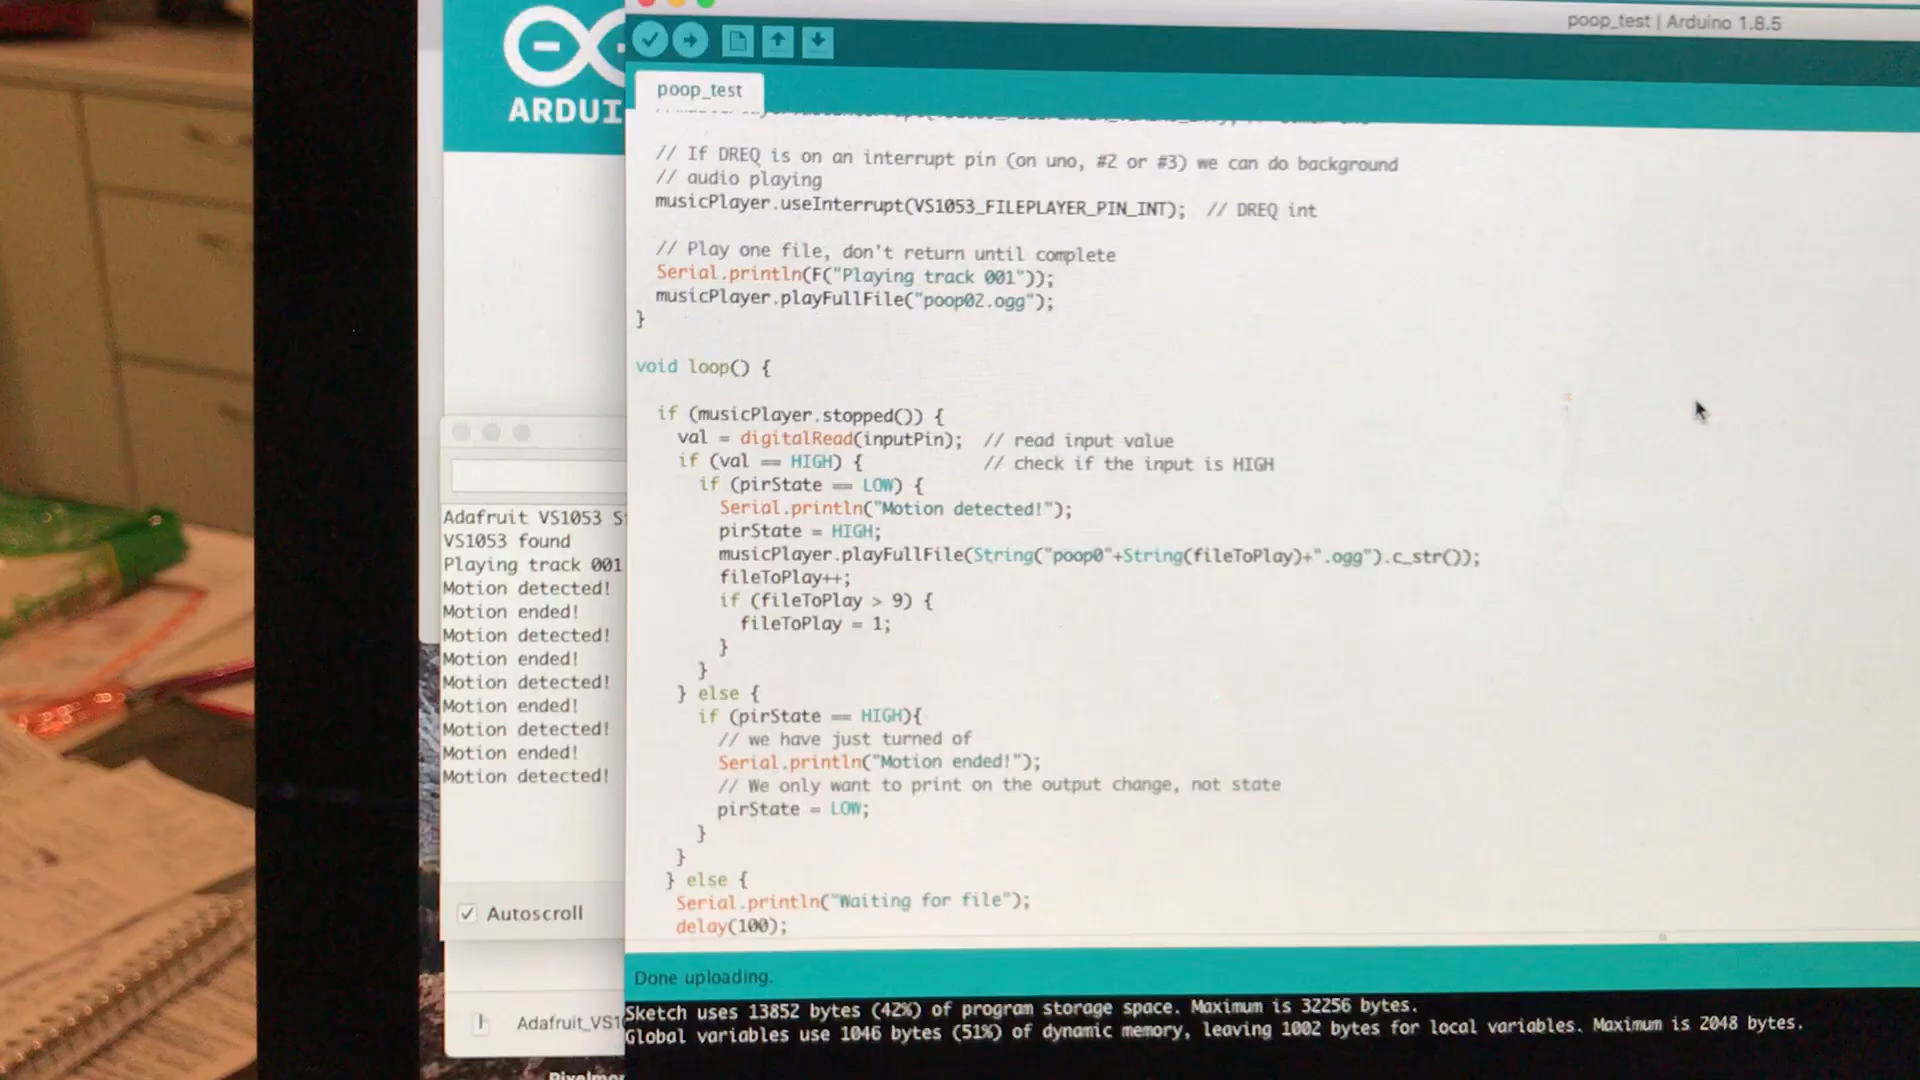 poop_test | Arduino 1.8.5
ARDUI
poop_test
// If DREQ is on an interrupt pin (on uno, #2 or #3) we can do background
// audio playing
musicPlayer.useInterrupt(VS1053_FILEPLAYER_PIN_INT);  // DREQ int
// Play one file, don't return until complete
Serial.println(F("Playing track 001"));
musicPlayer.playFullFile("poop02.ogg");
}
void loop() {
if (musicPlayer.stopped()) {
val = digitalRead(inputPin);  // read input value
if (val == HIGH) {            // check if the input is HIGH
if (pirState == LOW) {
Serial.println("Motion detected!");
pirState = HIGH;
musicPlayer.playFullFile(String("poop0"+String(fileToPlay)+".ogg").c_str());
fileToPlay++;
if (fileToPlay > 9) {
fileToPlay = 1;
}
}
} else {
if (pirState == HIGH){
// we have just turned of
Serial.println("Motion ended!");
// We only want to print on the output change, not state
pirState = LOW;
}
}
} else {
Serial.println("Waiting for file");
delay(100);
Adafruit VS1053 S
VS1053 found
Playing track 001
Motion detected!
Motion ended!
Motion detected!
Motion ended!
Motion detected!
Motion ended!
Motion detected!
Motion ended!
Motion detected!
Autoscroll
Adafruit_VS1
Done uploading.
Sketch uses 13852 bytes (42%) of program storage space. Maximum is 32256 bytes.
Global variables use 1046 bytes (51%) of dynamic memory, leaving 1002 bytes for local variables. Maximum is 2048 bytes.